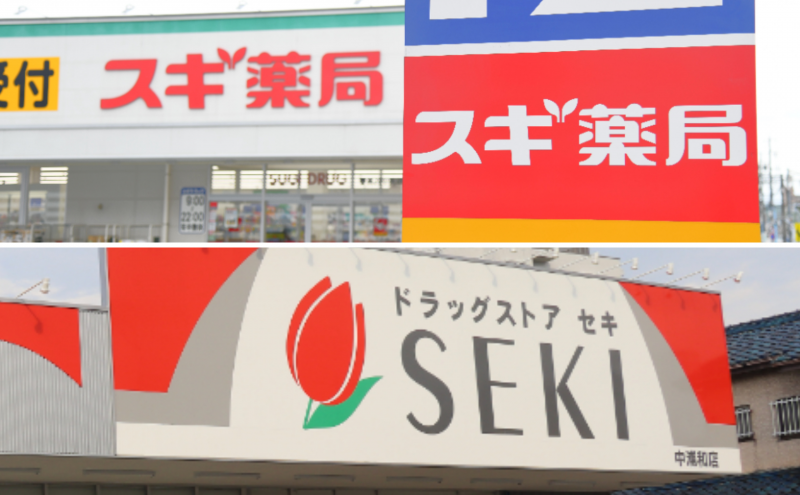 受付
スギ薬局
SUGI DRUG
9:00
22:00
スギ薬局
ドラッグストア セキ
SEKI
中浦和店